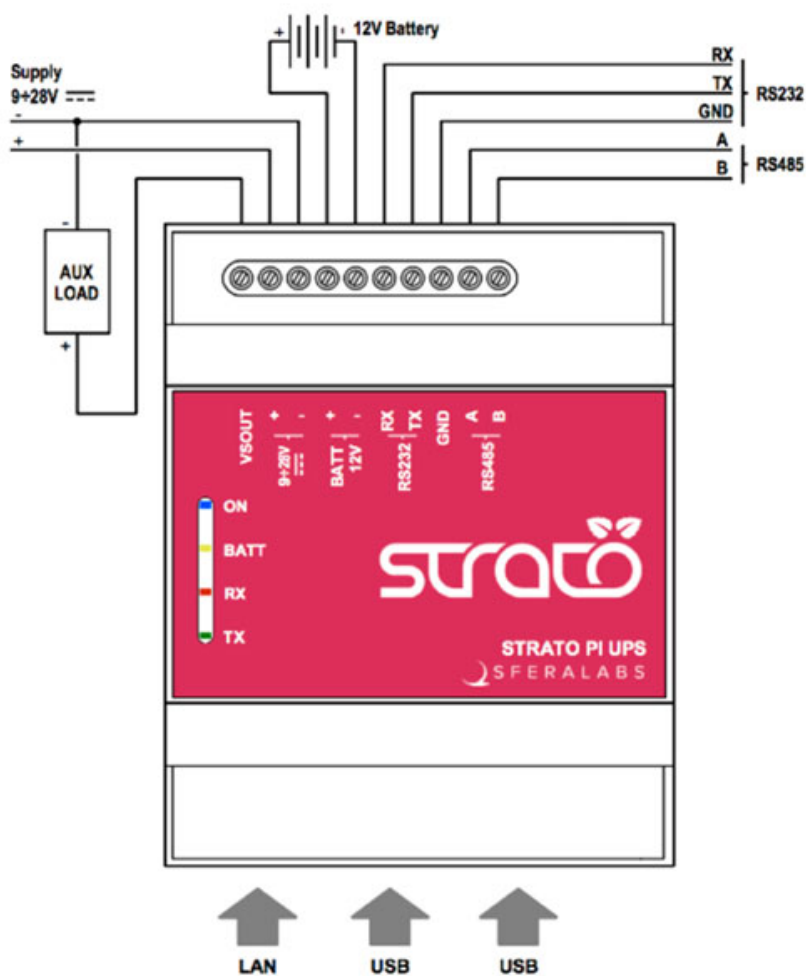 12V Battery
+
-
Supply
9÷28V
-
+
RX
TX
GND
RS232
A
B
RS485
-
AUX
LOAD
+
VSOUT
+
-
9÷28V
+
-
BATT
12V
RX
TX
RS232
GND
A
B
RS485
ON
BATT
RX
TX
strato
STRATO PI UPS
SFERALABS
LAN
USB
USB